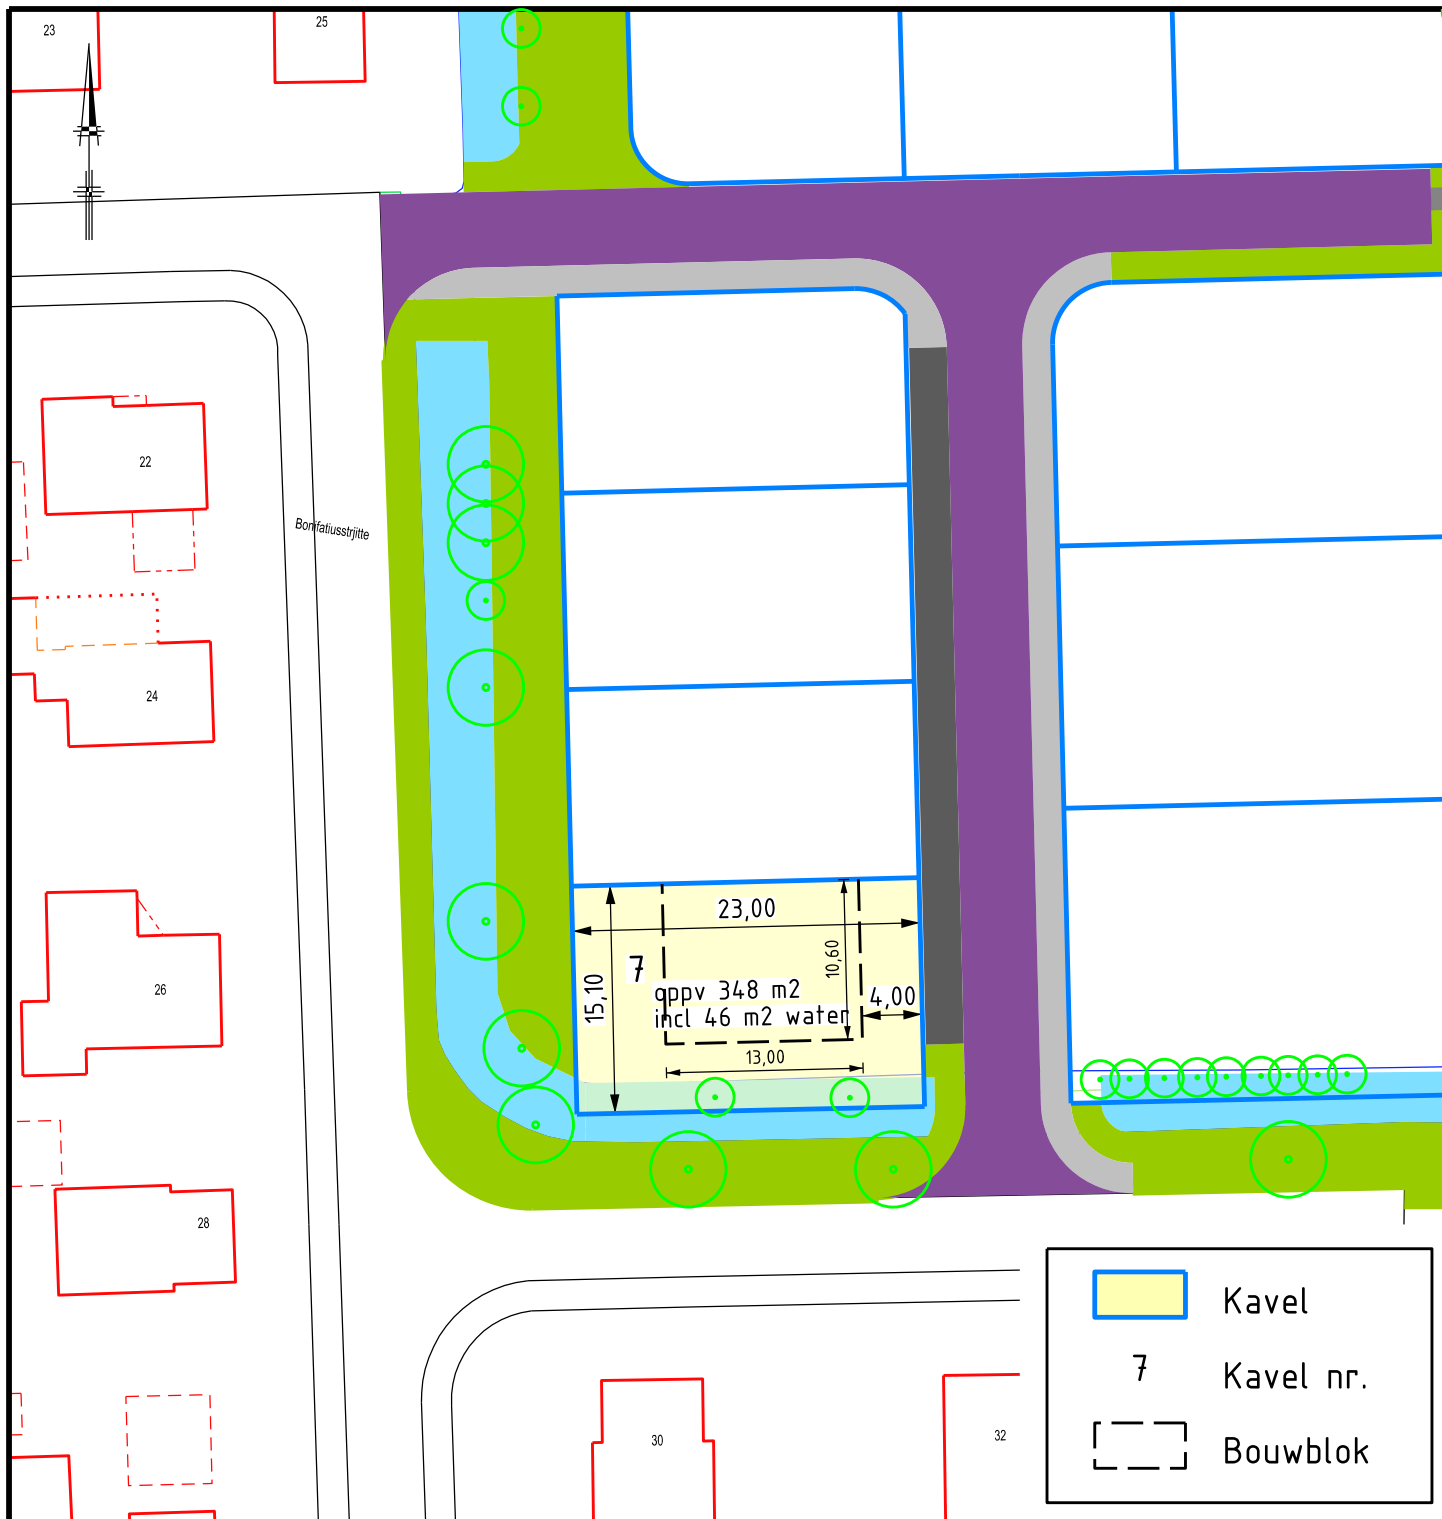 23
25
22
Bonifatiusstrjitte
24
23,00
7
15,10
10,60
oppv 348 m2
4,00
incl 46 m2 water
26
13,00
28
Kavel
7
Kavel nr.
30
32
Bouwblok